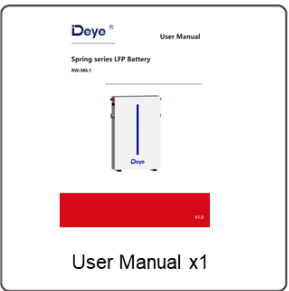 Deye ®
User Manual
Spring series LFP Battery
RW-M6.1
Deye
V1.0
User Manual x1